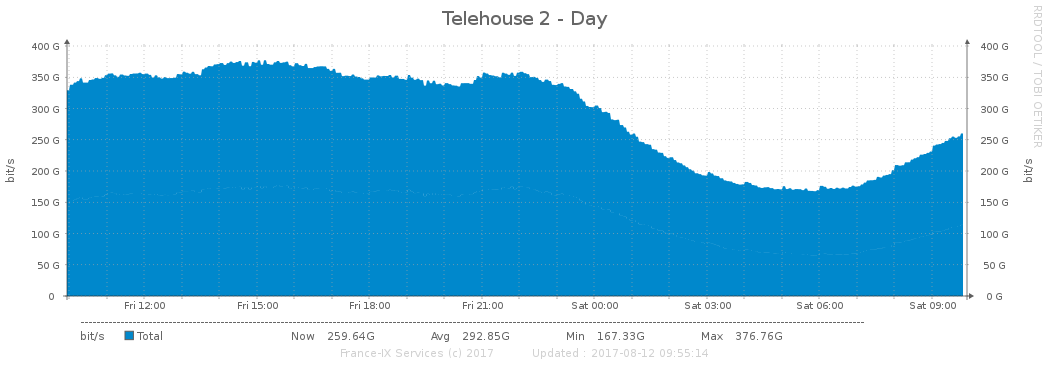 Telehouse 2 - Day
RRDTOOL / TOBI OETIKER
400 G 400 G
350 G 350 G
300 G 300 G
250 G 250 G
200 G 200 G
150 G 150 G
100 G 100 G
50 G 50 G
0 0 G
bit/s bit/s
Fri 12:00 Fri 15:00 Fri 18:00 Fri 21:00 Sat 00:00 Sat 03:00 Sat 06:00 Sat 09:00
bit/s Total Now 259.64G Avg 292.85G Min 167.33G Max 376.76G
France-IX Services (c) 2017 Updated : 2017-08-12 09:55:14